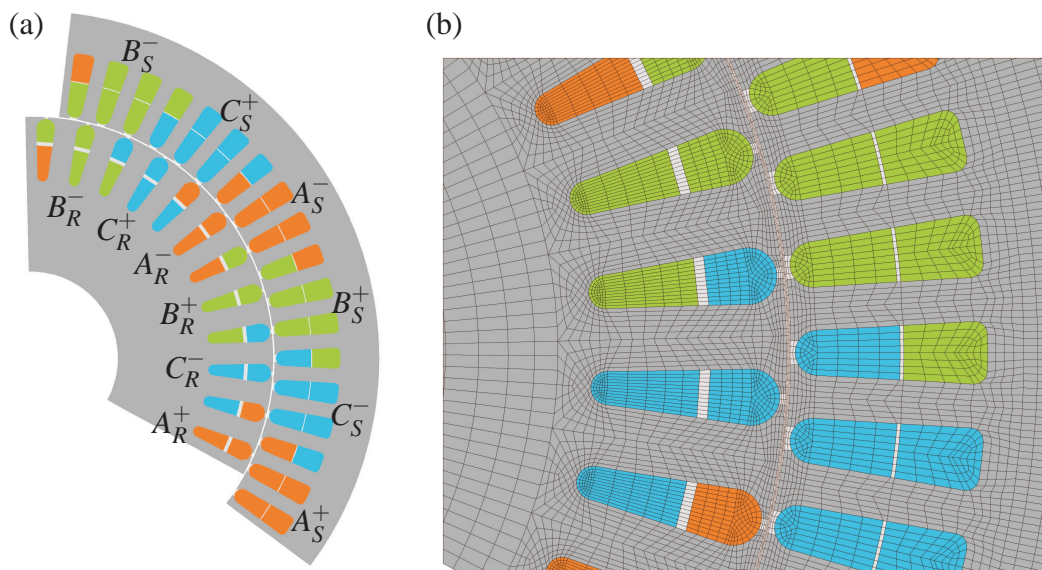 (a)
(b)
B_S^-
C_S^+
A_S^-
B_R^-
C_R^+
A_R^-
B_R^+
B_S^+
C_R^-
C_S^-
A_R^+
A_S^+